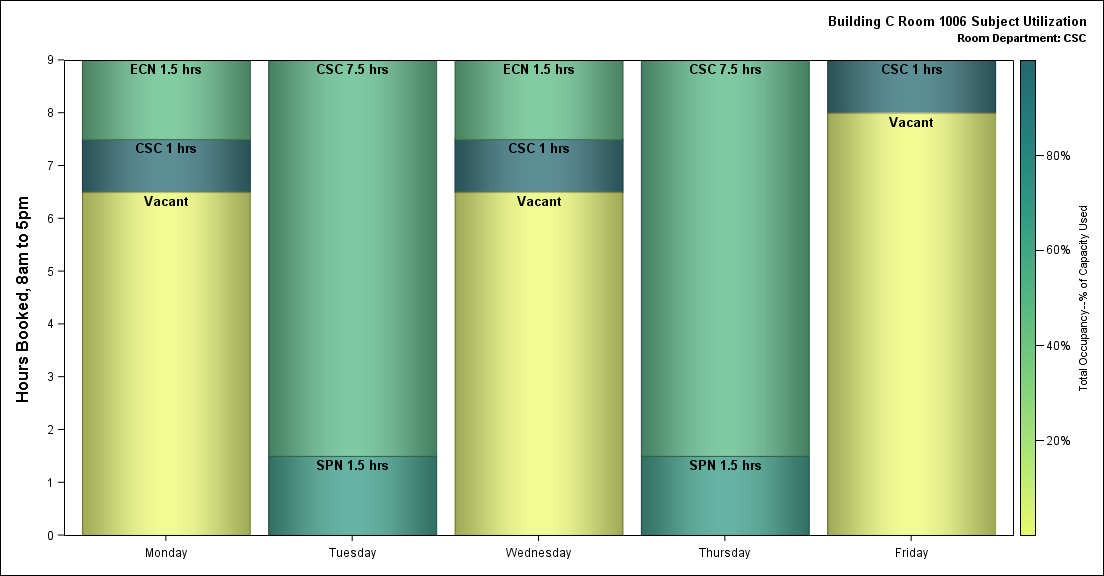 Building C Room 1006 Subject Utilization
Room Department: CSC
Hours Booked, 8am to 5pm
9
8
7
6
5
4
3
2
1
0
ECN 1.5 hrs
CSC 1 hrs
Vacant
CSC 7.5 hrs
SPN 1.5 hrs
ECN 1.5 hrs
CSC 1 hrs
Vacant
CSC 7.5 hrs
SPN 1.5 hrs
CSC 1 hrs
Vacant
Monday
Tuesday
Wednesday
Thursday
Friday
80%
60%
40%
20%
Total Occupancy--% of Capacity Used